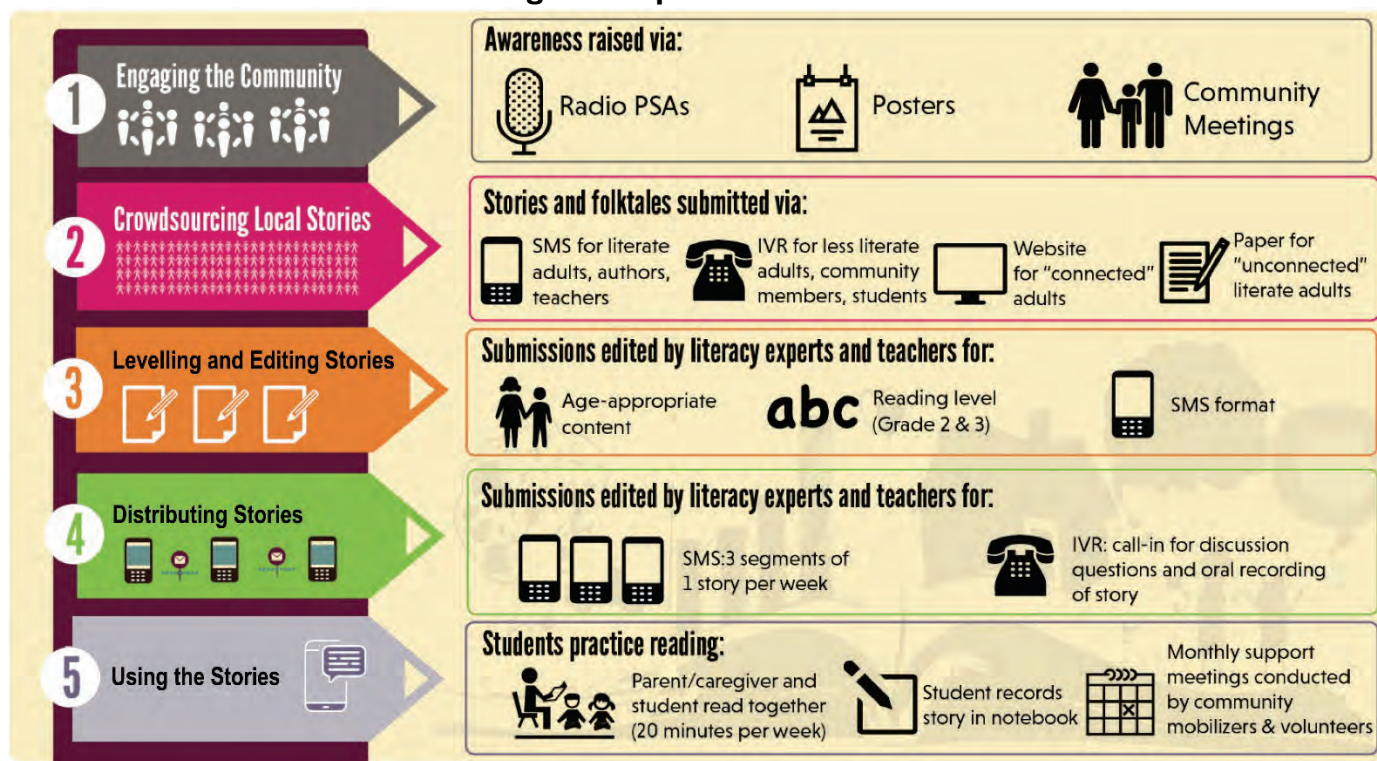 1
Engaging the Community
Awareness raised via:
Radio PSAs
Posters
Community
Meetings
2
Crowdsourcing Local Stories
Stories and folktales submitted via:
SMS for literate
adults, authors,
teachers
IVR for less literate
adults, community
members, students
Website
for “connected”
adults
Paper for
“unconnected”
literate adults
3
Levelling and Editing Stories
Submissions edited by literacy experts and teachers for:
Age-appropriate
content
abc
Reading level
(Grade 2 & 3)
SMS format
4
Distributing Stories
Submissions edited by literacy experts and teachers for:
SMS:3 segments of
1 story per week
IVR: call-in for discussion
questions and oral recording
of story
5
Using the Stories
Students practice reading:
Parent/caregiver and
student read together
(20 minutes per week)
Student records
story in notebook
Monthly support
meetings conducted
by community
mobilizers & volunteers